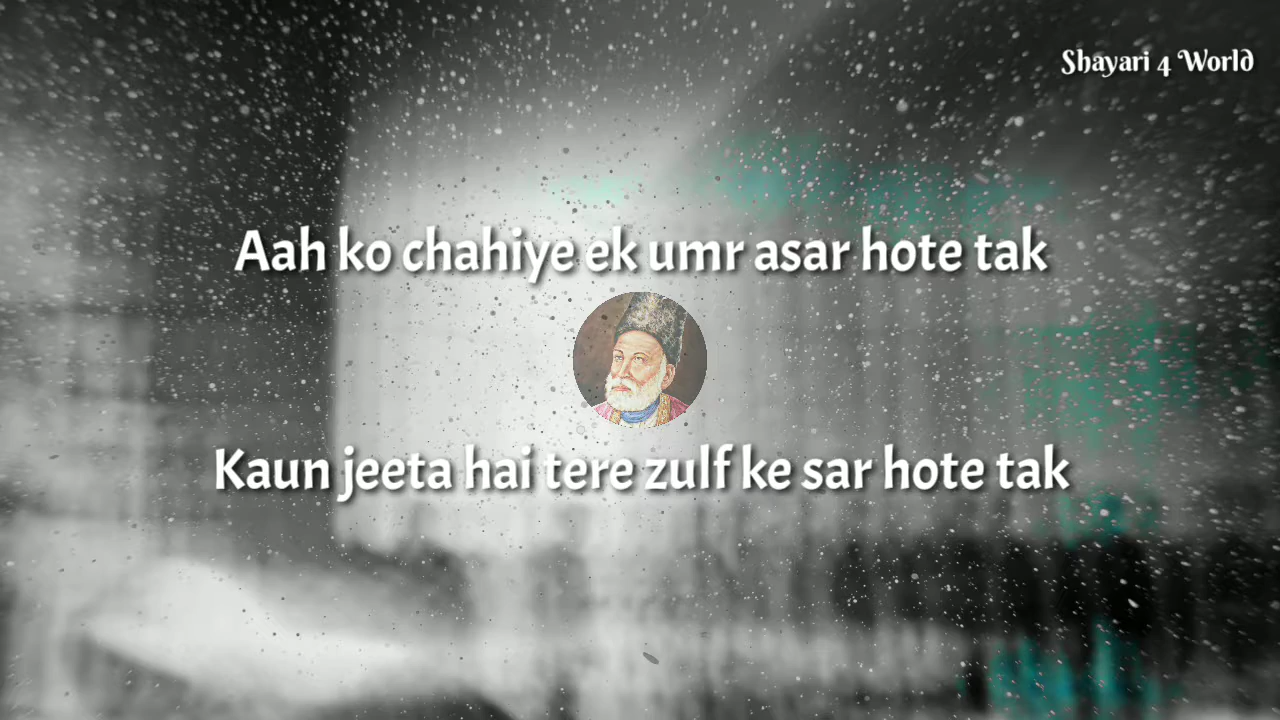 Shayari 4 World
Aah ko chahiye ek umr asar hote tak
Kaun jeeta hai tere zulf ke sar hote tak